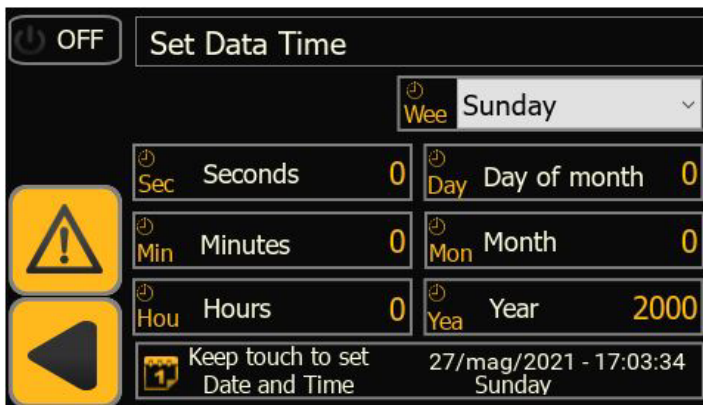 OFF
Set Data Time
Wee Sunday
Sec Seconds 0
Day Day of month 0
Min Minutes 0
Mon Month 0
Hou Hours 0
Yea Year 2000
1
Keep touch to set
Date and Time
27/mag/2021 - 17:03:34
Sunday